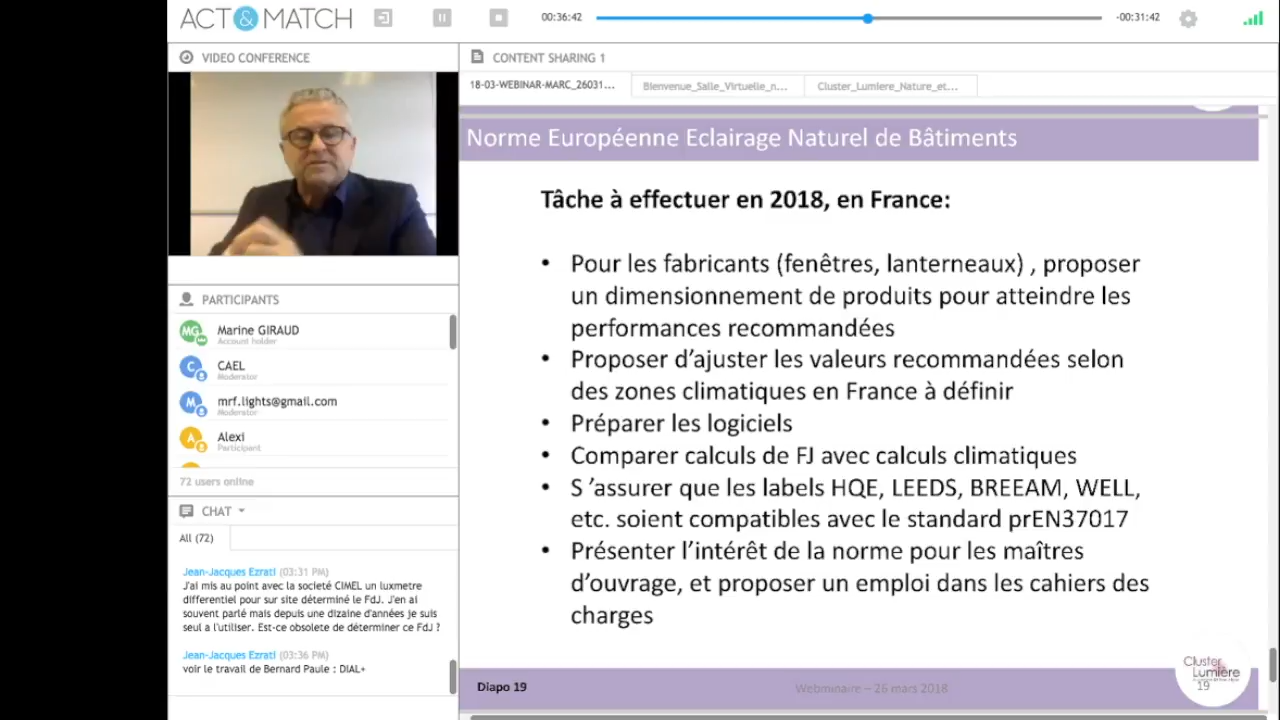 ACT & MATCH
00:36:42
-00:31:42
VIDEO CONFERENCE
CONTENT SHARING 1
18-03-WEBINAR-MARC_26031...
Bienvenue_Salle_Virtuelle_n...
Cluster_Lumiere_Nature_et...
Norme Européenne Eclairage Naturel de Bâtiments
Tâche à effectuer en 2018, en France:
• Pour les fabricants (fenêtres, lanterneaux) , proposer
un dimensionnement de produits pour atteindre les
performances recommandées
• Proposer d’ajuster les valeurs recommandées selon
des zones climatiques en France à définir
• Préparer les logiciels
• Comparer calculs de FJ avec calculs climatiques
• S ’assurer que les labels HQE, LEEDS, BREEAM, WELL,
etc. soient compatibles avec le standard prEN37017
• Présenter l’intérêt de la norme pour les maîtres
d’ouvrage, et proposer un emploi dans les cahiers des
charges
Diapo 19
Webminaire – 26 mars 2018
Cluster
Lumière
19
PARTICIPANTS
MG
Marine GIRAUD
Account holder
C
CAEL
Moderator
M
mrf.lights@gmail.com
Moderator
A
Alexi
Participant
72 users online
CHAT
All (72)
Jean-Jacques Ezrati (03:31 PM)
J'ai mis au point avec la societé CIMEL un luxmetre
differentiel pour sur site déterminé le FdJ. J'en ai
souvent parlé mais depuis une dizaine d'années je suis
seul a l'utiliser. Est-ce obsolete de déterminer ce FdJ ?
Jean-Jacques Ezrati (03:36 PM)
voir le travail de Bernard Paule : DIAL+